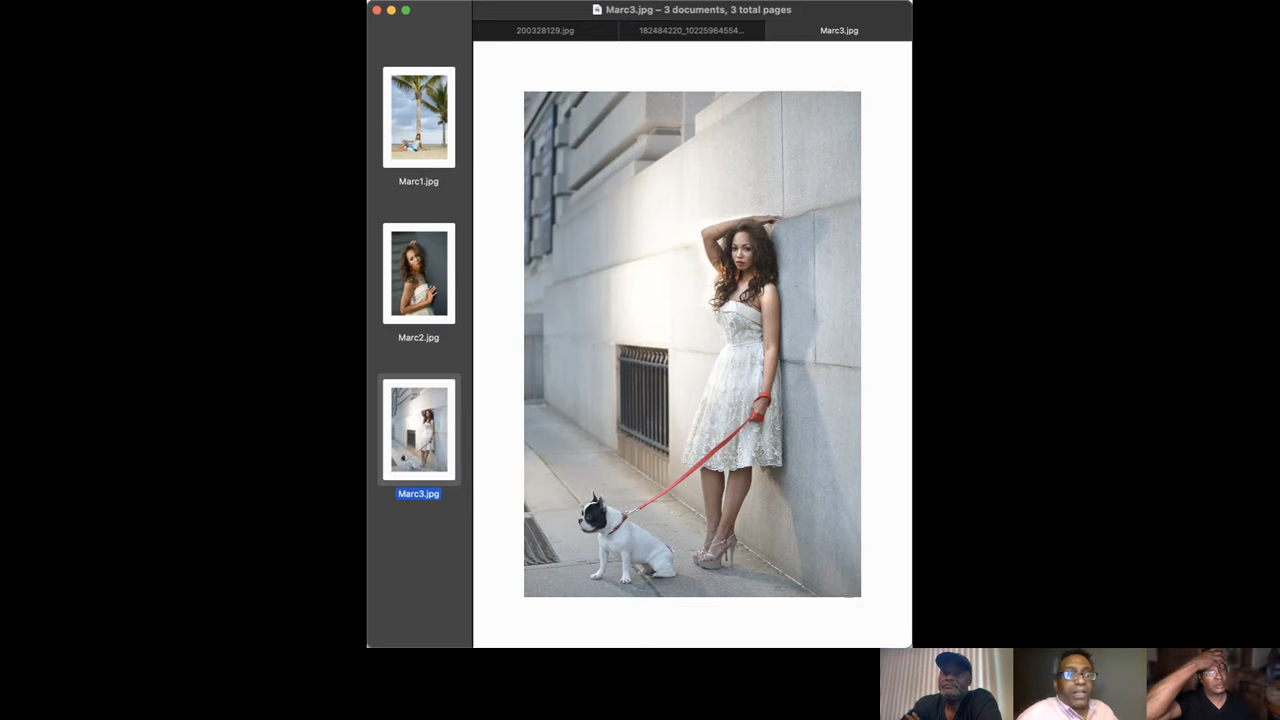 Marc3.jpg – 3 documents, 3 total pages
200328129.jpg
182484220_10225964554...
Marc3.jpg
Marc1.jpg
Marc2.jpg
Marc3.jpg